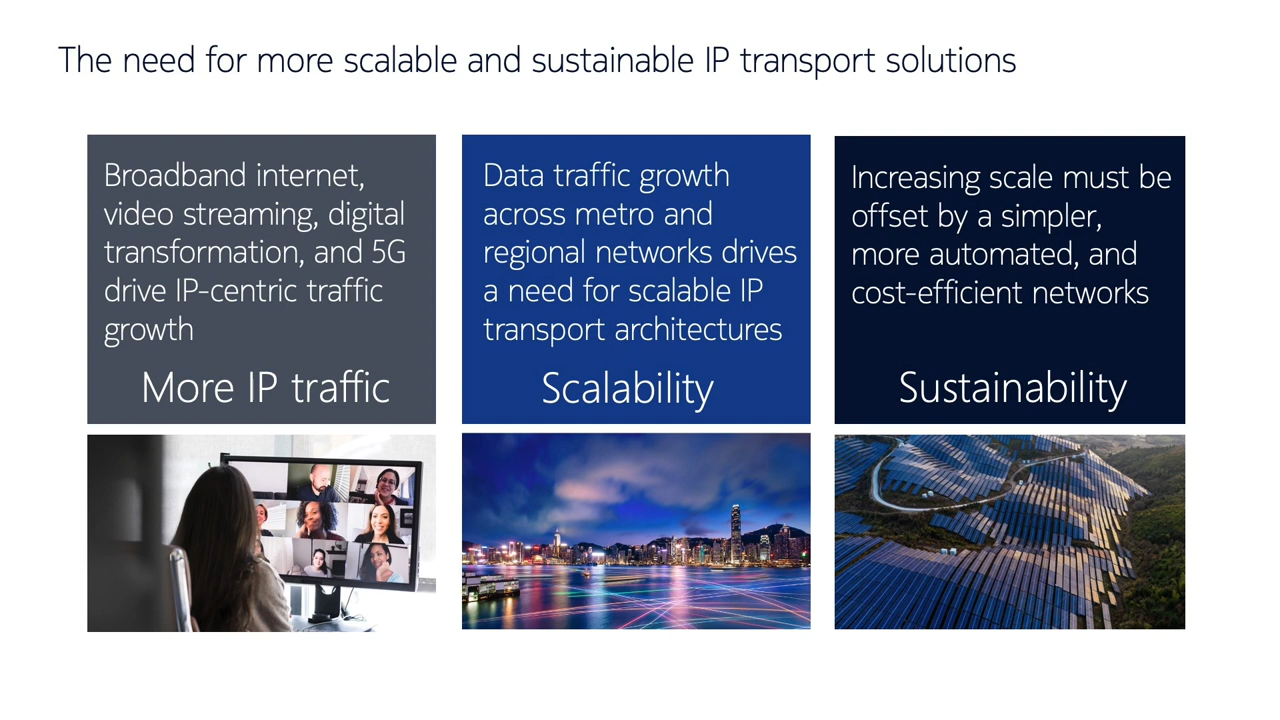 The need for more scalable and sustainable IP transport solutions
Broadband internet,
video streaming, digital
transformation, and 5G
drive IP-centric traffic
growth
More IP traffic
Data traffic growth
across metro and
regional networks drives
a need for scalable IP
transport architectures
Scalability
Increasing scale must be
offset by a simpler,
more automated, and
cost-efficient networks
Sustainability